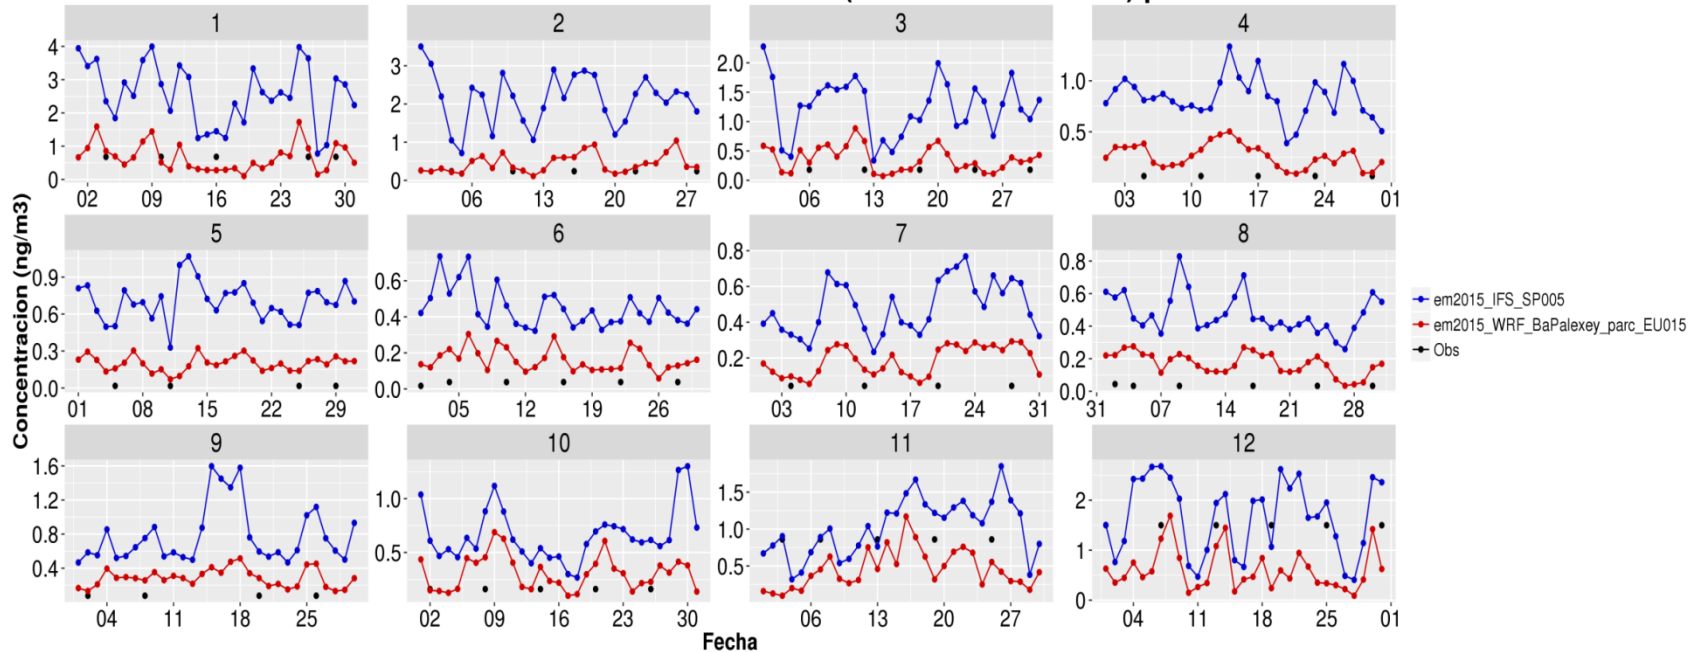 1 2 3 4
4 3 2 1 0
3 2 1 0
2.0 1.5 1.0 0.5 0.0
1.0 0.5
02 09 16 23 30 06 13 20 27 06 13 20 27 03 10 17 24 01
5 6 7 8
0.9 0.6 0.3 0.0
0.6 0.4 0.2 0.0
0.8 0.6 0.4 0.2
0.8 0.6 0.4 0.2 0.0
01 08 15 22 29 05 12 19 26 03 10 17 24 31 31 07 14 21 28
9 10 11 12
1.6 1.2 0.8 0.4
1.0 0.5
1.5 1.0 0.5
2 1 0
04 11 18 25 02 09 16 23 30 06 13 20 27 04 11 18 25 01
Concentracion (ng/m3)
Fecha
em2015_IFS_SP005
em2015_WRF_BaPalexey_parc_EU015
Obs